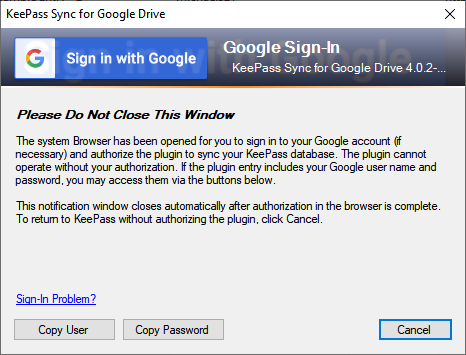 KeePass Sync for Google Drive
Sign in with Google
Google Sign-In
KeePass Sync for Google Drive 4.0.2-...
Please Do Not Close This Window
The system Browser has been opened for you to sign in to your Google account (if
necessary) and authorize the plugin to sync your KeePass database. The plugin cannot
operate without your authorization. If the plugin entry includes your Google user name and
password, you may access them via the buttons below.
This notification window closes automatically after authorization in the browser is complete.
To return to KeePass without authorizing the plugin, click Cancel.
Sign-In Problem?
Copy User
Copy Password
Cancel